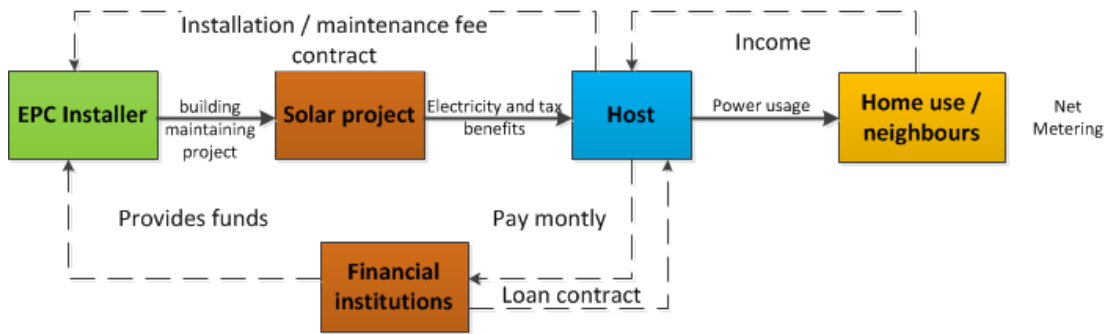 Installation / maintenance fee
contract
Income
EPC Installer
building
maintaining
project
Solar project
Electricity and tax
benefits
Host
Power usage
Home use /
neighbours
Net
Metering
Provides funds
Pay montly
Financial
institutions
Loan contract